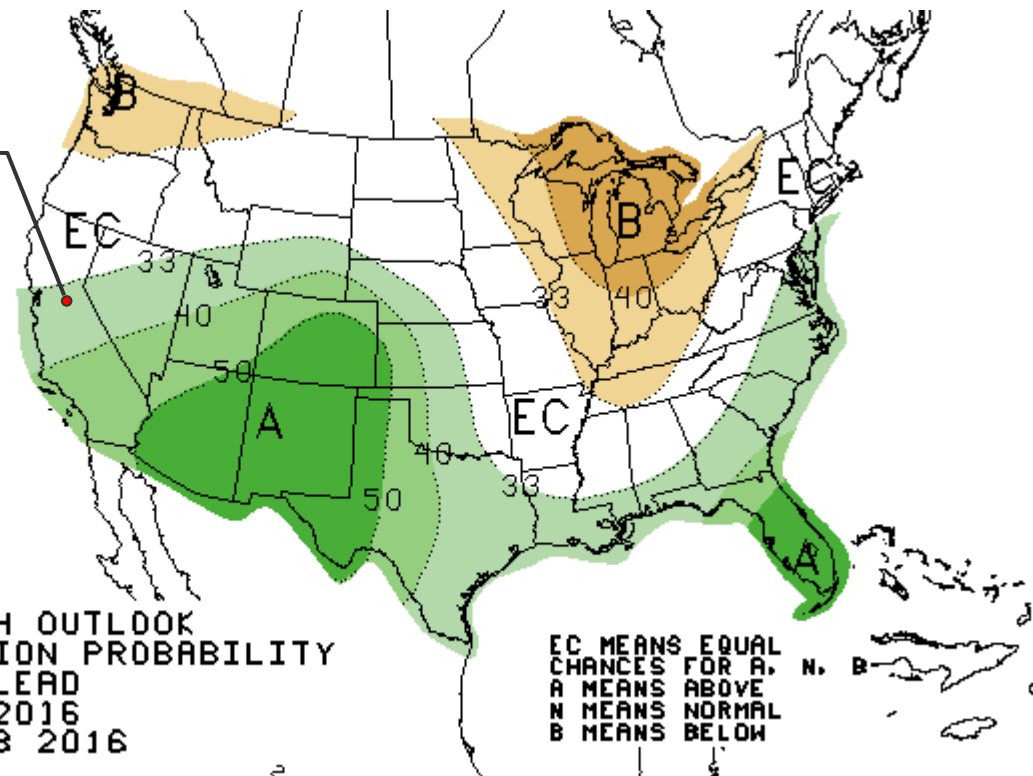 B
EC
EC
B
33
33
40
40
50
A
EC
40
33
50
A
H OUTLOOK
ION PROBABILITY
LEAD
2016
B 2016
EC MEANS EQUAL
CHANCES FOR A, N, B
A MEANS ABOVE
N MEANS NORMAL
B MEANS BELOW